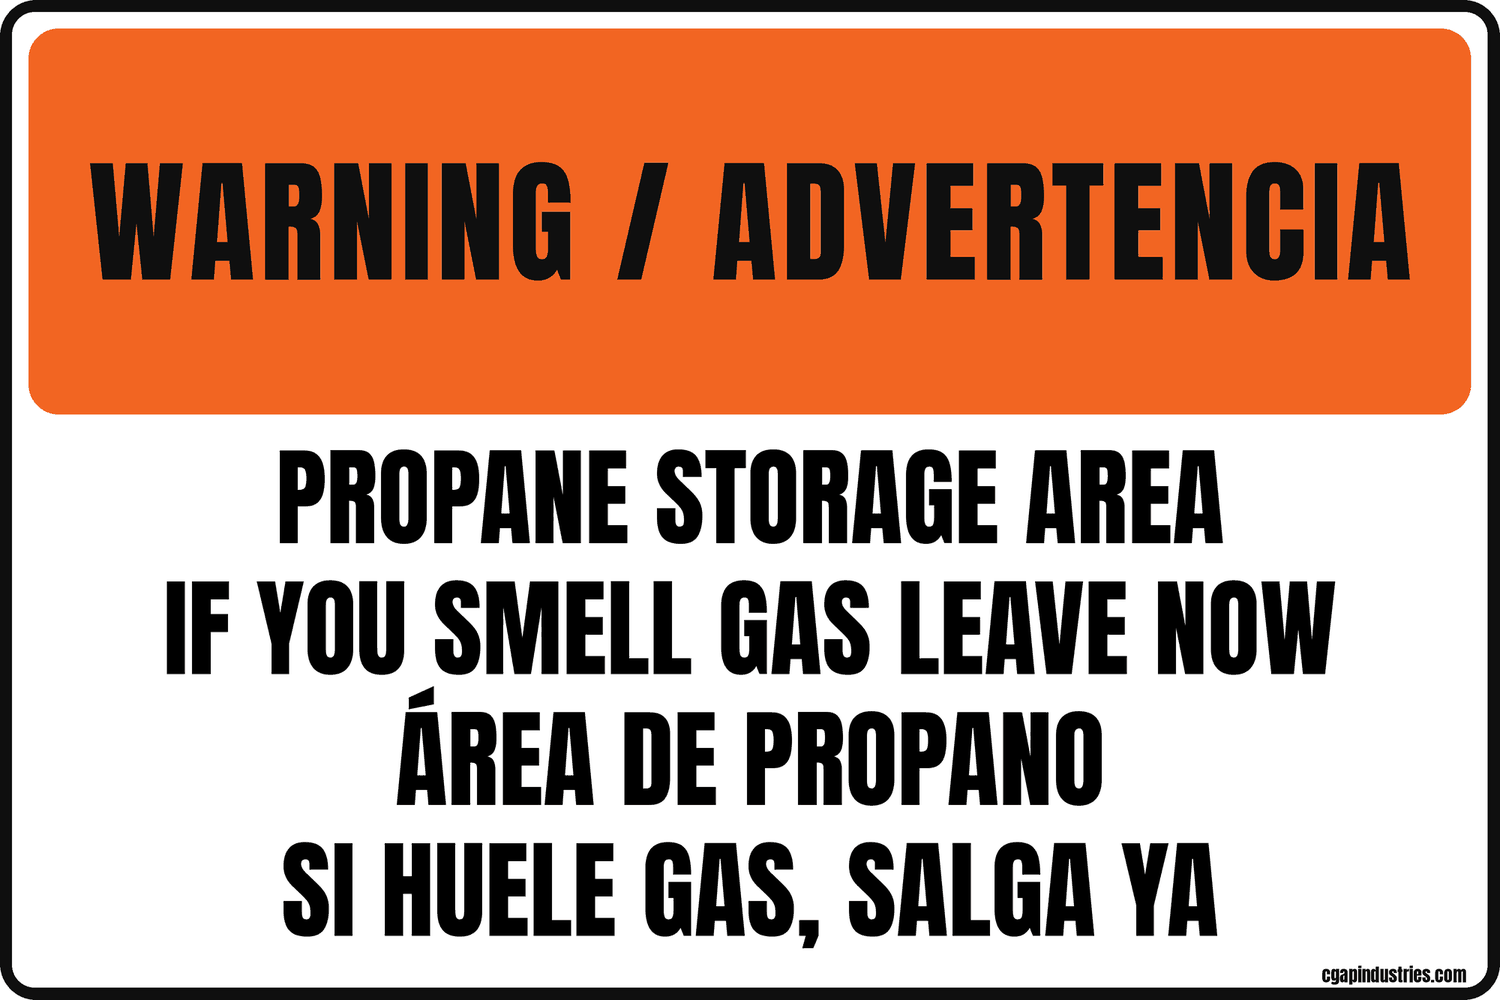 WARNING / ADVERTENCIA
PROPANE STORAGE AREA
IF YOU SMELL GAS LEAVE NOW
ÁREA DE PROPANO
SI HUELE GAS, SALGA YA
cgapindustries.com